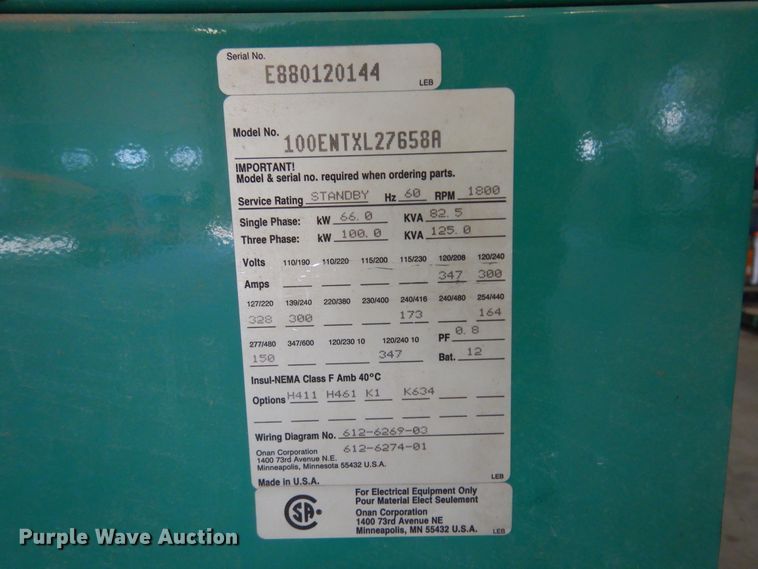 Serial No.
E880120144
LEB
Model No. 100ENTXL27658A
IMPORTANT!
Model & serial no. required when ordering parts.
Service Rating STANDBY Hz 60 RPM 1800
Single Phase: kW 66.0 KVA 82.5
Three Phase: kW 100.0 KVA 125.0
Volts 110/190 110/220 115/200 115/230 120/208 120/240
Amps 347 300
127/220 139/240 220/380 230/400 240/416 240/480 254/440
328 300 173 164
277/480 347/600 120/230 10 120/240 10 PF 0.8
150 347 Bat. 12
Insul-NEMA Class F Amb 40°C
Options H411 H461 K1 K634
Wiring Diagram No. 612-6269-03
612-6274-01
Onan Corporation
1400 73rd Avenue N.E.
Minneapolis, Minnesota 55432 U.S.A.
Made in U.S.A.
LEB
For Electrical Equipment Only
Pour Material Elect Seulement
Onan Corporation
1400 73rd Avenue NE
Minneapolis, MN 55432 U.S.A.
LEB
SA
Purple Wave Auction